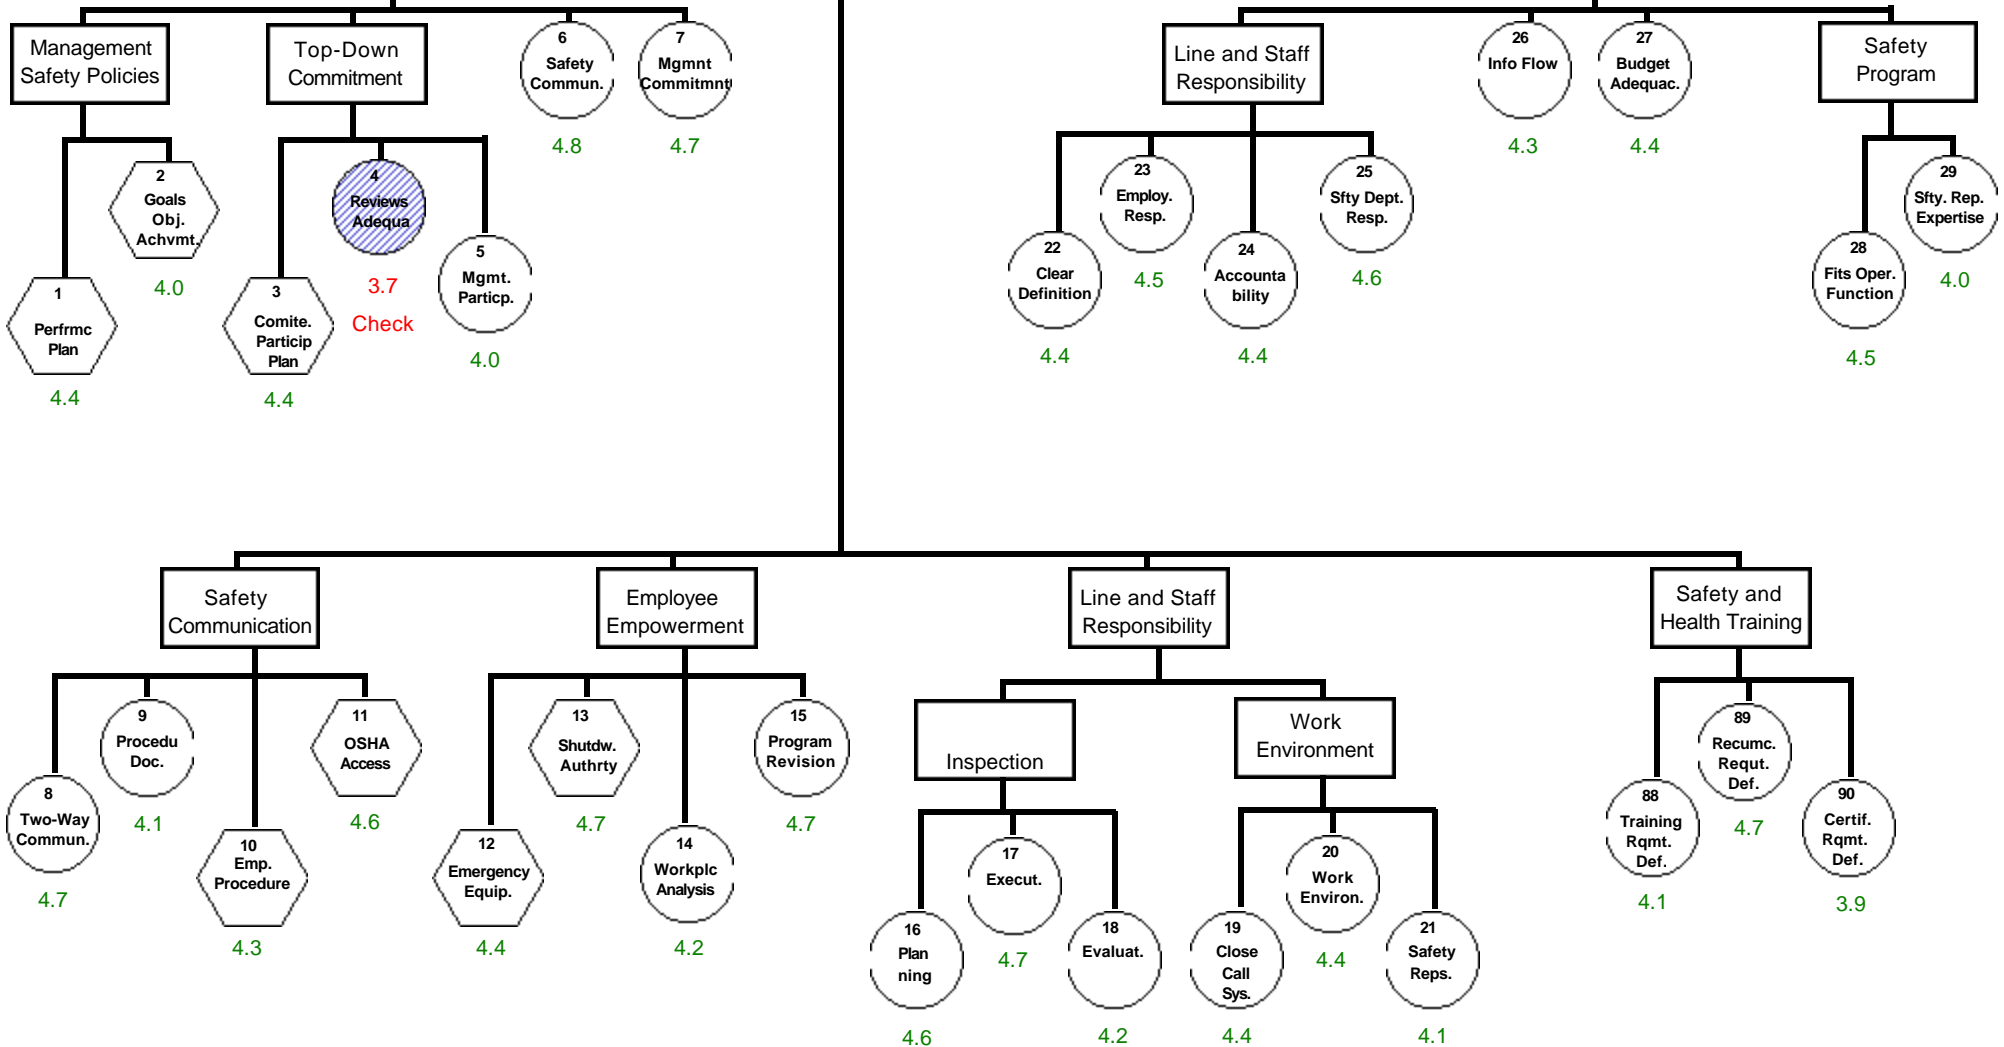 Management
Safety Policies
Top-Down
Commitment
6
Safety
Commun.
4.8
7
Mgmnt
Commitmnt
4.7
1
Perfrmc
Plan
4.4
2
Goals
Obj.
Achvmt.
4.0
3
Comite.
Particip
Plan
4.4
4
Reviews
Adequa
3.7
Check
5
Mgmt.
Particp.
4.0
Line and Staff
Responsibility
26
Info Flow
4.3
27
Budget
Adequac.
4.4
Safety
Program
22
Clear
Definition
4.4
23
Employ.
Resp.
4.5
24
Accounta
bility
4.4
25
Sfty Dept.
Resp.
4.6
28
Fits Oper.
Function
4.5
29
Sfty. Rep.
Expertise
4.0
Safety
Communication
Employee
Empowerment
Line and Staff
Responsibility
Safety and
Health Training
8
Two-Way
Commun.
4.7
9
Procedu
Doc.
4.1
10
Emp.
Procedure
4.3
11
OSHA
Access
4.6
12
Emergency
Equip.
4.4
13
Shutdw.
Authrty
4.7
14
Workplc
Analysis
4.2
15
Program
Revision
4.7
Inspection
Work
Environment
16
Plan
ning
4.6
17
Execut.
4.7
18
Evaluat.
4.2
19
Close
Call
Sys.
4.4
20
Work
Environ.
4.4
21
Safety
Reps.
4.1
88
Training
Rqmt.
Def.
4.1
89
Recumc.
Requt.
Def.
4.7
90
Certif.
Rqmt.
Def.
3.9